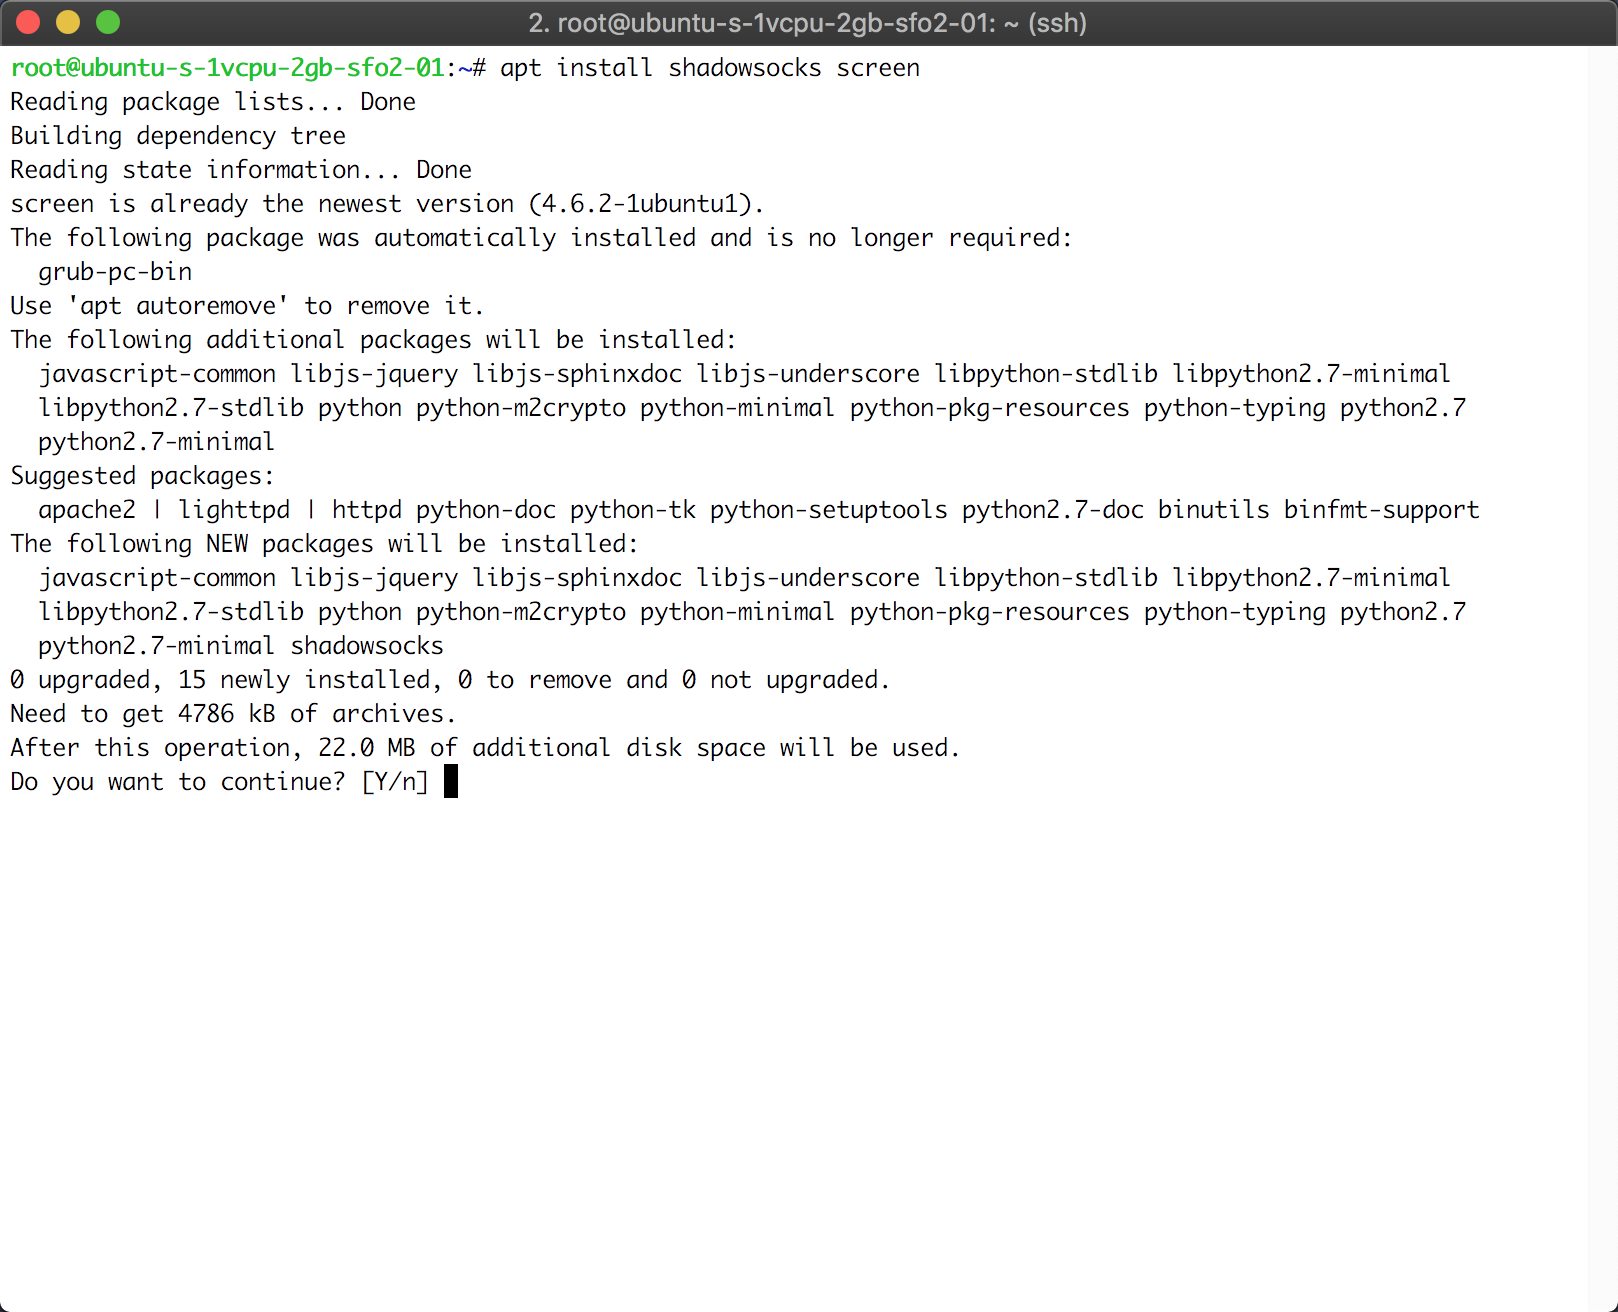 2. root@ubuntu-s-1vcpu-2gb-sfo2-01: ~ (ssh)
root@ubuntu-s-1vcpu-2gb-sfo2-01:~# apt install shadowsocks screen
Reading package lists... Done
Building dependency tree
Reading state information... Done
screen is already the newest version (4.6.2-1ubuntu1).
The following package was automatically installed and is no longer required:
  grub-pc-bin
Use 'apt autoremove' to remove it.
The following additional packages will be installed:
  javascript-common libjs-jquery libjs-sphinxdoc libjs-underscore libpython-stdlib libpython2.7-minimal
  libpython2.7-stdlib python python-m2crypto python-minimal python-pkg-resources python-typing python2.7
  python2.7-minimal
Suggested packages:
  apache2 | lighttpd | httpd python-doc python-tk python-setuptools python2.7-doc binutils binfmt-support
The following NEW packages will be installed:
  javascript-common libjs-jquery libjs-sphinxdoc libjs-underscore libpython-stdlib libpython2.7-minimal
  libpython2.7-stdlib python python-m2crypto python-minimal python-pkg-resources python-typing python2.7
  python2.7-minimal shadowsocks
0 upgraded, 15 newly installed, 0 to remove and 0 not upgraded.
Need to get 4786 kB of archives.
After this operation, 22.0 MB of additional disk space will be used.
Do you want to continue? [Y/n]